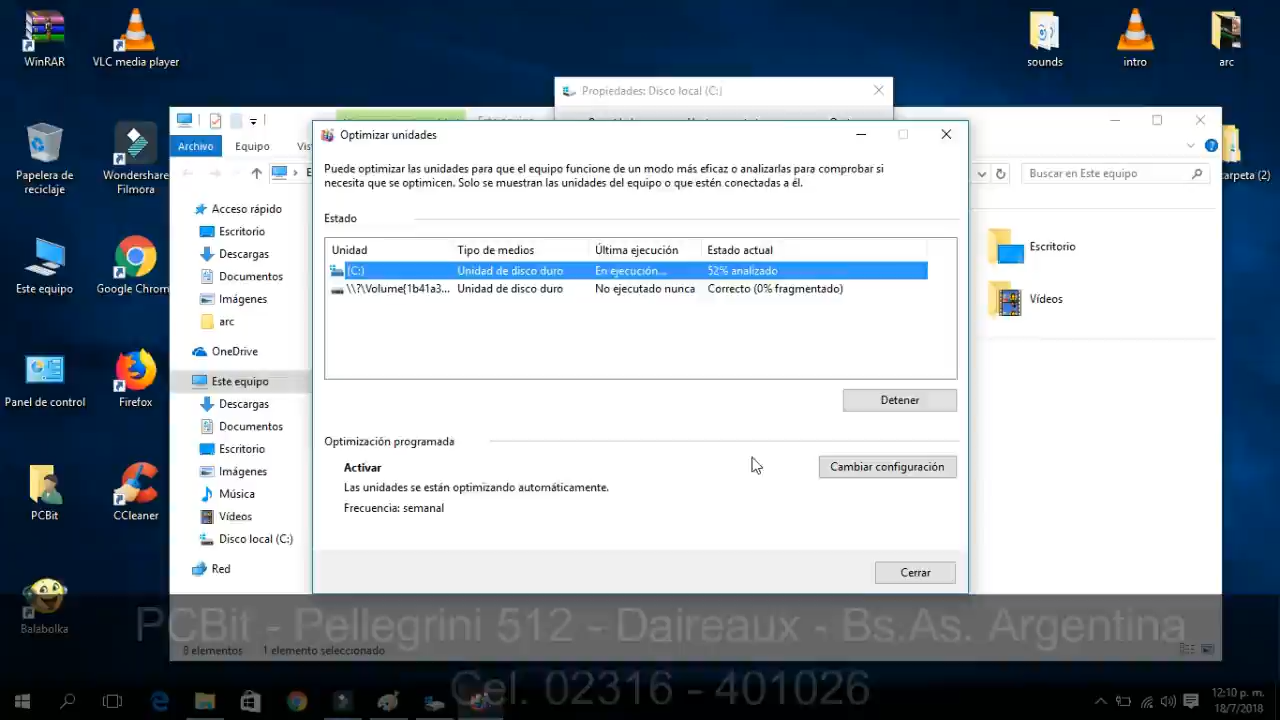 WinRAR
VLC media player
sounds
intro
arc
Propiedades: Disco local (C:)
Optimizar unidades
Archivo
Equipo
Papelera de reciclaje
Wondershare Filmora
Puede optimizar las unidades para que el equipo funcione de un modo más eficaz o analizarlas para comprobar si
necesita que se optimicen. Solo se muestran las unidades del equipo o que estén conectadas a él.
Buscar en Este equipo
carpeta (2)
Acceso rápido
Escritorio
Descargas
Documentos
Imágenes
arc
OneDrive
Este equipo
Descargas
Documentos
Escritorio
Imágenes
Música
Vídeos
Disco local (C:)
Red
Estado
Unidad Tipo de medios Última ejecución Estado actual
(C:) Unidad de disco duro En ejecución... 52% analizado
\\?\Volume{1b41a3... Unidad de disco duro No ejecutado nunca Correcto (0% fragmentado)
Detener
Optimización programada
Activar
Cambiar configuración
Las unidades se están optimizando automáticamente.
Frecuencia: semanal
Cerrar
Escritorio
Vídeos
Este equipo
Google Chrom
Panel de control
Firefox
PCBit
CCleaner
Balabolka
PCBit - Pellegrini 512 - Daireaux - Bs.As. Argentina
8 elementos 1 elemento seleccionado
Cel. 02316 - 401026
12:10 p. m.
18/7/2018